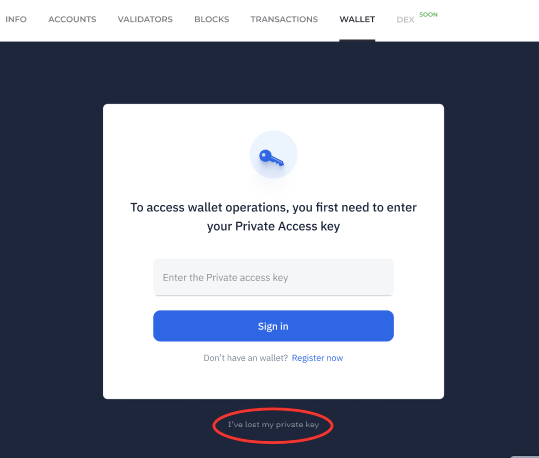 INFO ACCOUNTS VALIDATORS BLOCKS TRANSACTIONS WALLET DEX SOON
To access wallet operations, you first need to enter
your Private Access key
Enter the Private access key
Sign in
Don't have an wallet? Register now
I've lost my private key